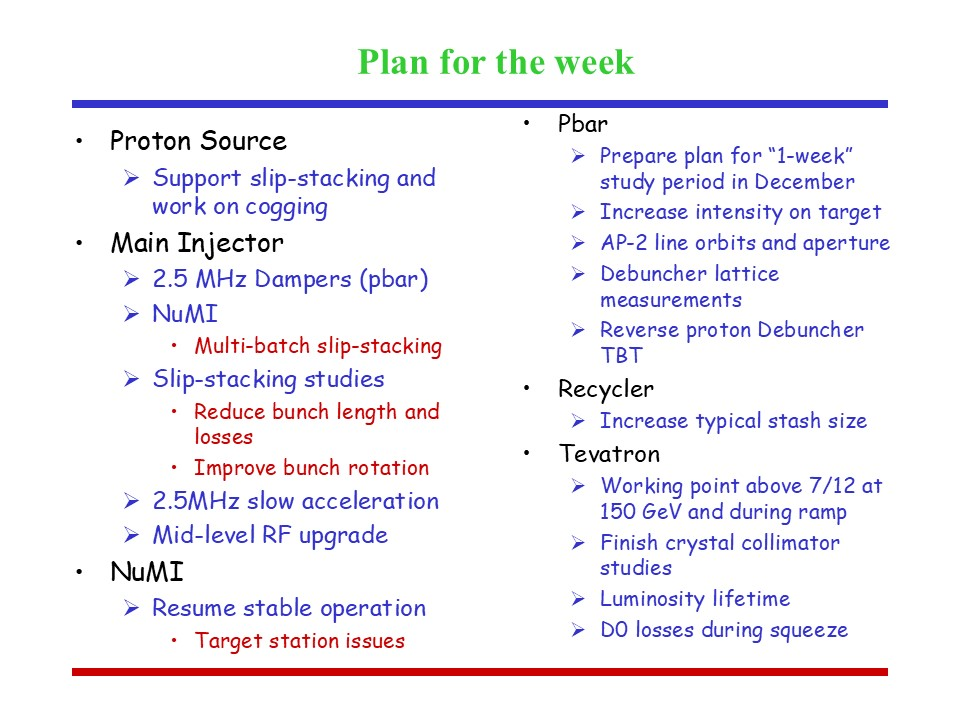 Plan for the week
• Proton Source
➢ Support slip-stacking and
work on cogging
• Main Injector
➢ 2.5 MHz Dampers (pbar)
➢ NuMI
• Multi-batch slip-stacking
➢ Slip-stacking studies
• Reduce bunch length and
losses
• Improve bunch rotation
➢ 2.5MHz slow acceleration
➢ Mid-level RF upgrade
• NuMI
➢ Resume stable operation
• Target station issues
• Pbar
➢ Prepare plan for “1-week”
study period in December
➢ Increase intensity on target
➢ AP-2 line orbits and aperture
➢ Debuncher lattice
measurements
➢ Reverse proton Debuncher
TBT
• Recycler
➢ Increase typical stash size
• Tevatron
➢ Working point above 7/12 at
150 GeV and during ramp
➢ Finish crystal collimator
studies
➢ Luminosity lifetime
➢ D0 losses during squeeze